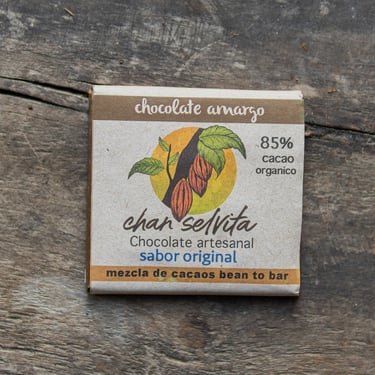 chocolate amargo
85%
cacao
organico
chan selvita
Chocolate artesanal
sabor original
mezcla de cacaos bean to bar